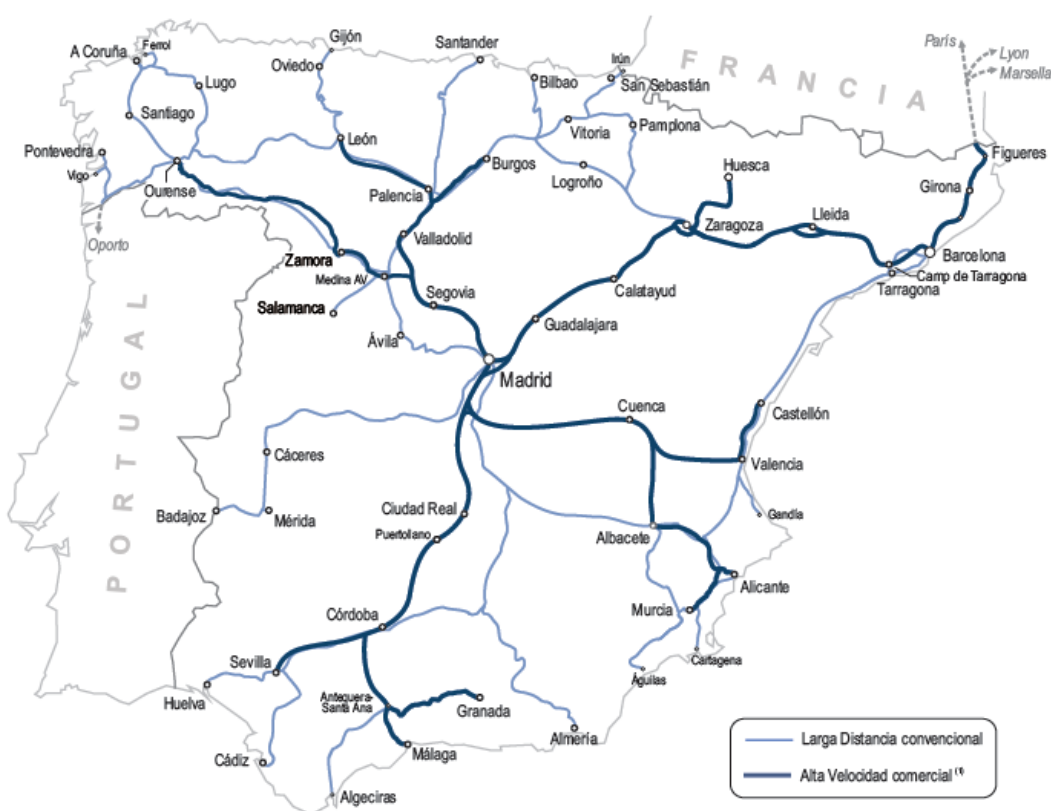 Gijón
Santander
París
Lyon
Marsella
A Coruña
Ferrol
Oviedo
Bilbao
Irún
San Sebastián
FRANCIA
Lugo
Santiago
León
Vitoria
Pamplona
Pontevedra
Vigo
Ourense
Burgos
Logroño
Huesca
Figueres
Palencia
Girona
Oporto
Valladolid
Zaragoza
Lleida
Zamora
Medina AV
Barcelona
Camp de Tarragona
Tarragona
Salamanca
Segovia
Calatayud
Guadalajara
Ávila
Madrid
PORTUGAL
Cuenca
Castellón
Cáceres
Valencia
Badajoz
Mérida
Ciudad Real
Puertollano
Albacete
Gandía
Alicante
Córdoba
Murcia
Sevilla
Cartagena
Águilas
Huelva
Antequera-
Santa Ana
Granada
Almería
Cádiz
Málaga
Algeciras
Larga Distancia convencional
Alta Velocidad comercial (1)